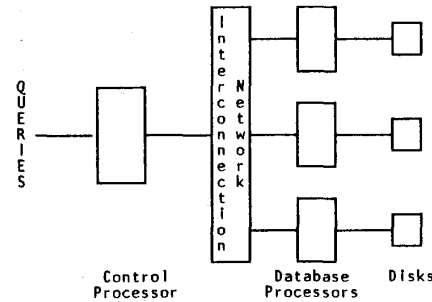 QUERIES
Interconnection
Network
Control
Processor
Database
Processors
Disks